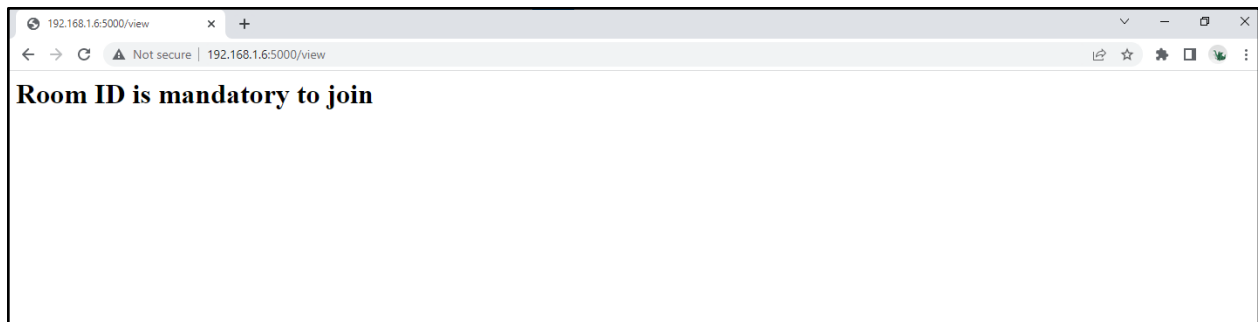 192.168.1.6:5000/view
Not secure | 192.168.1.6:5000/view
Room ID is mandatory to join